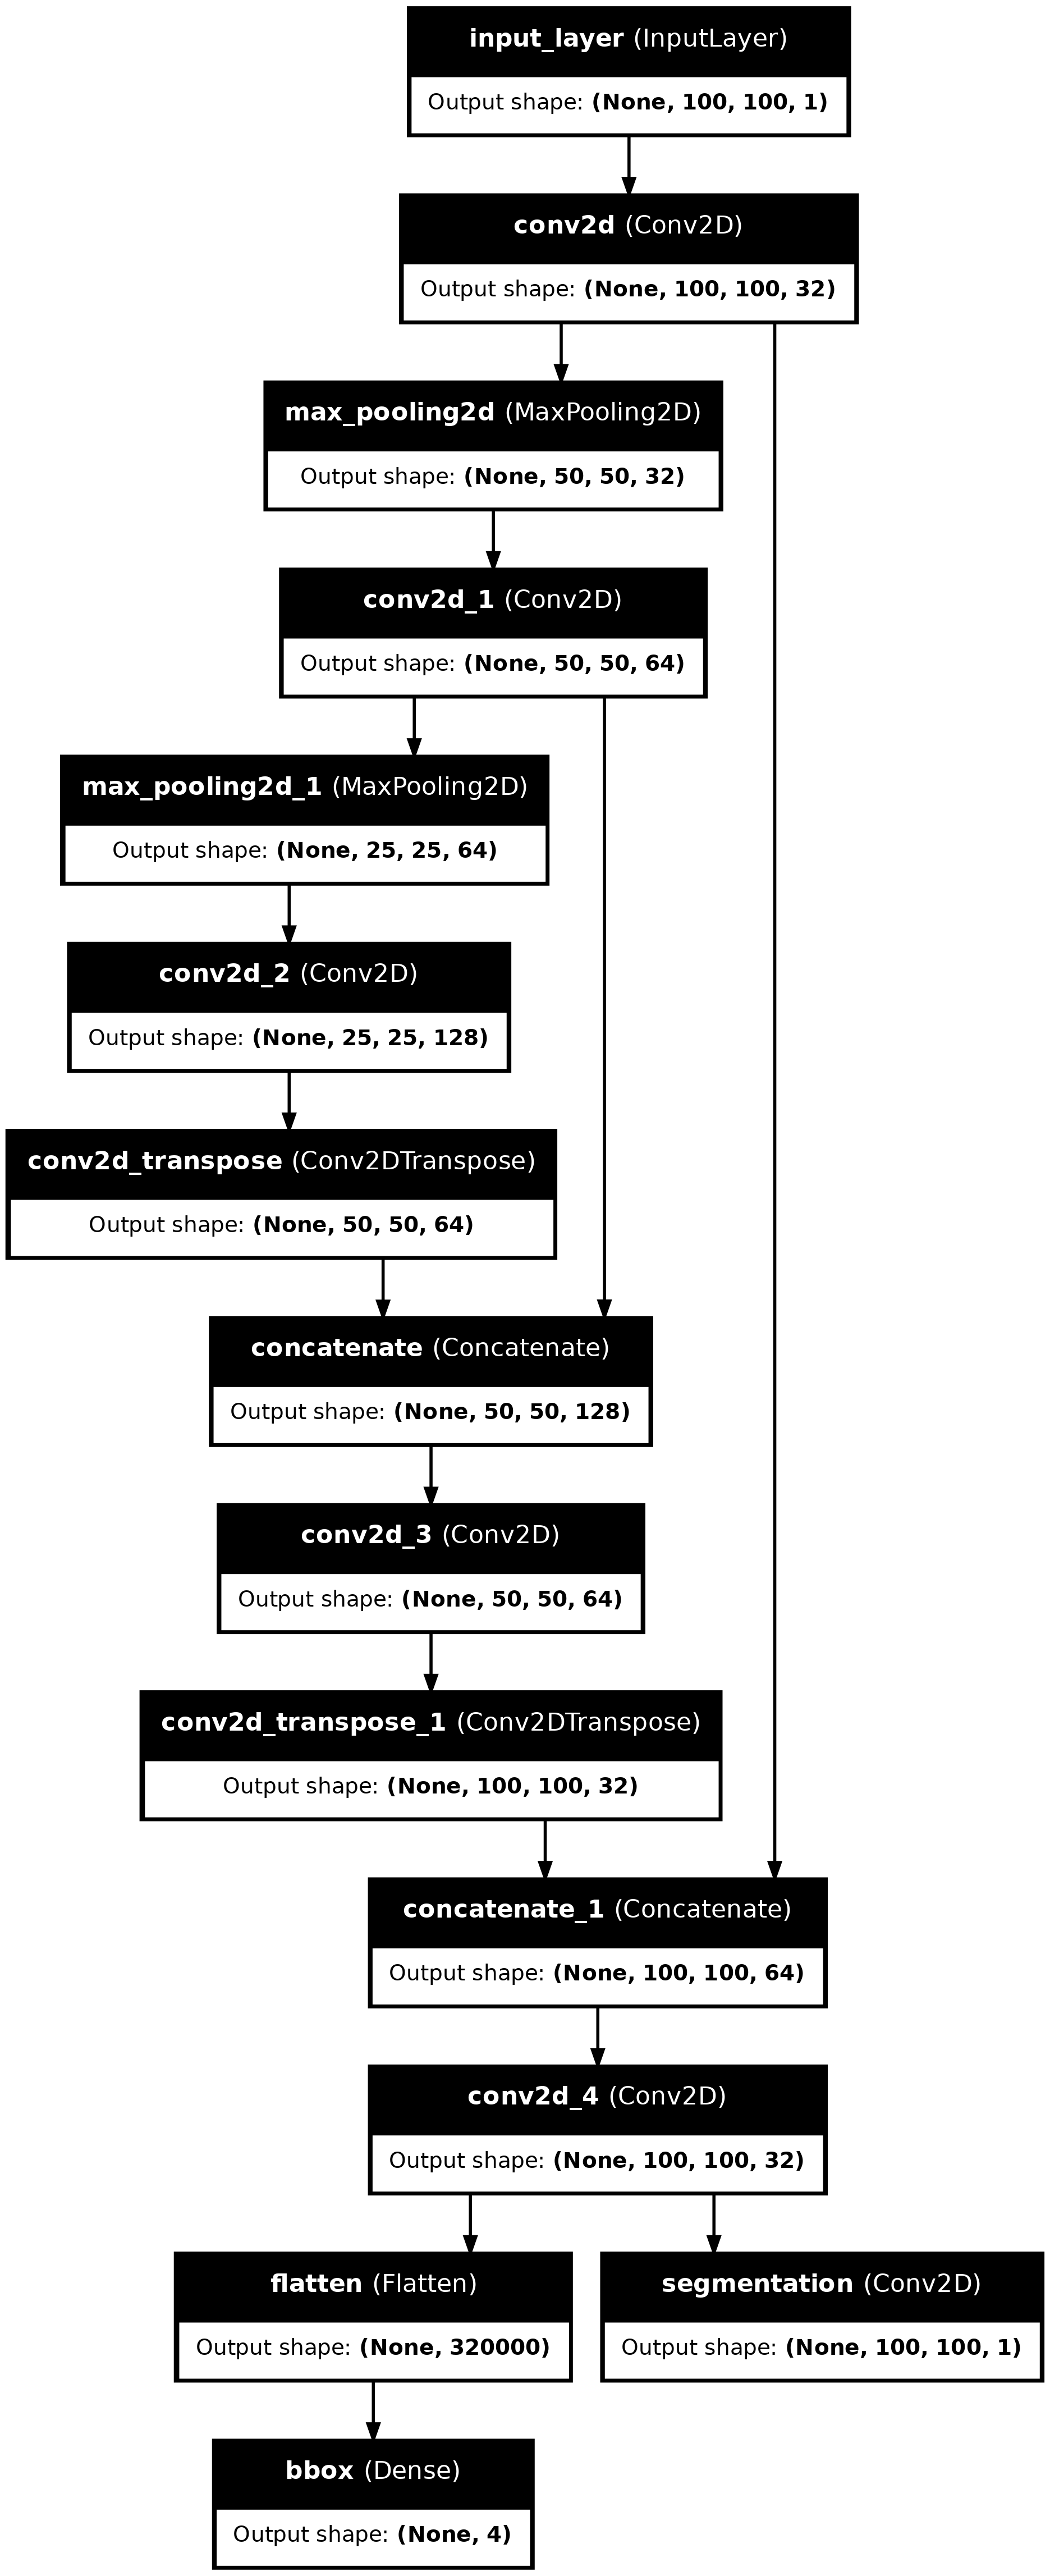 input_layer (InputLayer)
Output shape: (None, 100, 100, 1)
conv2d (Conv2D)
Output shape: (None, 100, 100, 32)
max_pooling2d (MaxPooling2D)
Output shape: (None, 50, 50, 32)
conv2d_1 (Conv2D)
Output shape: (None, 50, 50, 64)
max_pooling2d_1 (MaxPooling2D)
Output shape: (None, 25, 25, 64)
conv2d_2 (Conv2D)
Output shape: (None, 25, 25, 128)
conv2d_transpose (Conv2DTranspose)
Output shape: (None, 50, 50, 64)
concatenate (Concatenate)
Output shape: (None, 50, 50, 128)
conv2d_3 (Conv2D)
Output shape: (None, 50, 50, 64)
conv2d_transpose_1 (Conv2DTranspose)
Output shape: (None, 100, 100, 32)
concatenate_1 (Concatenate)
Output shape: (None, 100, 100, 64)
conv2d_4 (Conv2D)
Output shape: (None, 100, 100, 32)
flatten (Flatten)
Output shape: (None, 320000)
segmentation (Conv2D)
Output shape: (None, 100, 100, 1)
bbox (Dense)
Output shape: (None, 4)